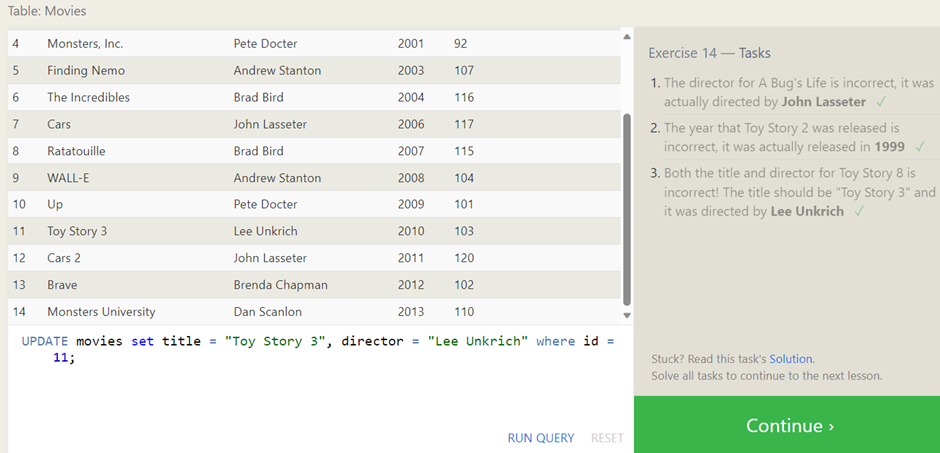 Table: Movies
4 Monsters, Inc. Pete Docter 2001 92
5 Finding Nemo Andrew Stanton 2003 107
6 The Incredibles Brad Bird 2004 116
7 Cars John Lasseter 2006 117
8 Ratatouille Brad Bird 2007 115
9 WALL-E Andrew Stanton 2008 104
10 Up Pete Docter 2009 101
11 Toy Story 3 Lee Unkrich 2010 103
12 Cars 2 John Lasseter 2011 120
13 Brave Brenda Chapman 2012 102
14 Monsters University Dan Scanlon 2013 110
UPDATE movies set title = "Toy Story 3", director = "Lee Unkrich" where id =
11;
RUN QUERY RESET
Exercise 14 — Tasks
1. The director for A Bug's Life is incorrect, it was
actually directed by John Lasseter ✓
2. The year that Toy Story 2 was released is
incorrect, it was actually released in 1999 ✓
3. Both the title and director for Toy Story 8 is
incorrect! The title should be "Toy Story 3" and
it was directed by Lee Unkrich ✓
Stuck? Read this task's Solution.
Solve all tasks to continue to the next lesson.
Continue ›